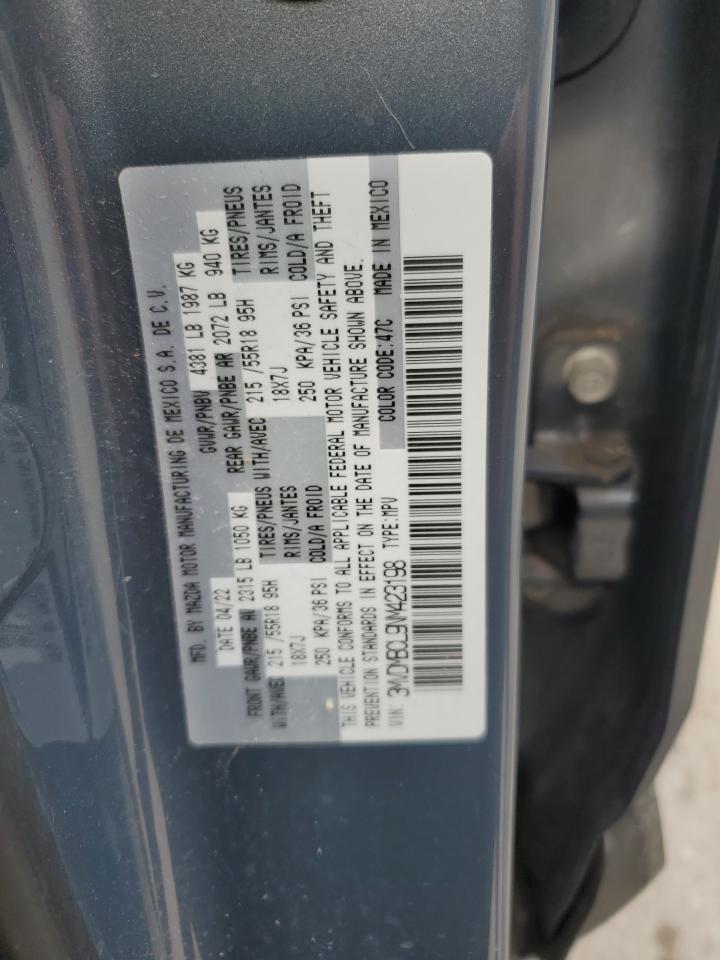 MFD. BY MAZDA MOTOR MANUFACTURING DE MEXICO S.A. DE C.V.
DATE 04/22 GVWR/PNBV 4381 LB 1987 KG
FRONT GAWR/PNBE AV 2315 LB 1050 KG REAR GAWR/PNBE AR 2072 LB 940 KG
WITH/AVEC 215 /55R18 95H TIRES/PNEUS WITH/AVEC 215 /55R18 95H TIRES/PNEUS
18X7J RIMS/JANTES 18X7J RIMS/JANTES
250 KPA/36 PSI COLD/A FROID 250 KPA/36 PSI COLD/A FROID
THIS VEHICLE CONFORMS TO ALL APPLICABLE FEDERAL MOTOR VEHICLE SAFETY AND THEFT
PREVENTION STANDARDS IN EFFECT ON THE DATE OF MANUFACTURE SHOWN ABOVE.
VIN: 3MVDMBCL9NM423198 TYPE:MPV COLOR CODE:47C MADE IN MEXICO